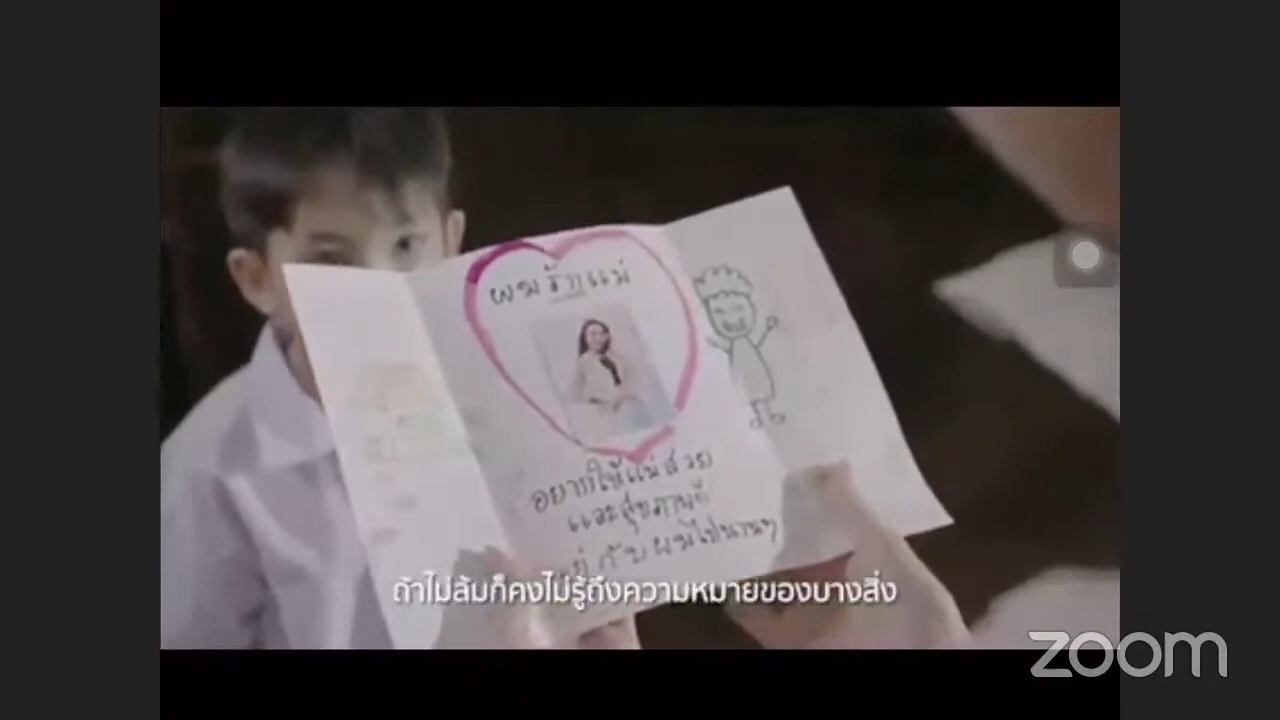 ผมรักแม่
อยากให้แม่สวย
และสุขภาพดี
อยู่กับผมไปนานๆ
ถ้าไม่ล้มก็คงไม่รู้ถึงความหมายของบางสิ่ง
zoom